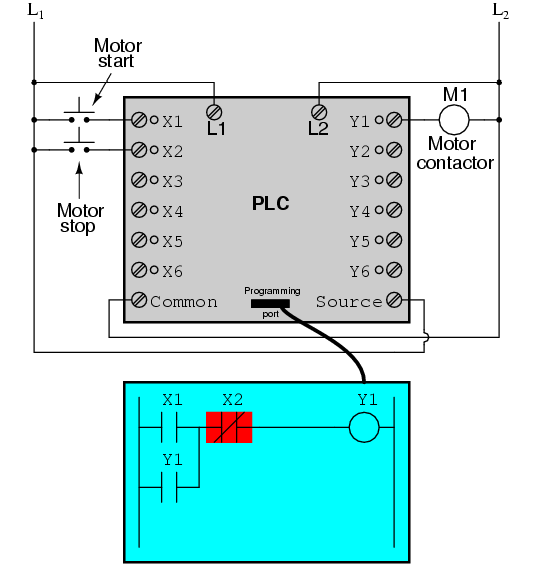 L1 L2
Motor
start
M1
X1 L1 L2 Y1
Motor
contactor
X2 Y2
X3 Y3
Motor
stop
X4 PLC Y4
X5 Y5
X6 Y6
Programming
port
Common Source
X1 X2 Y1
Y1